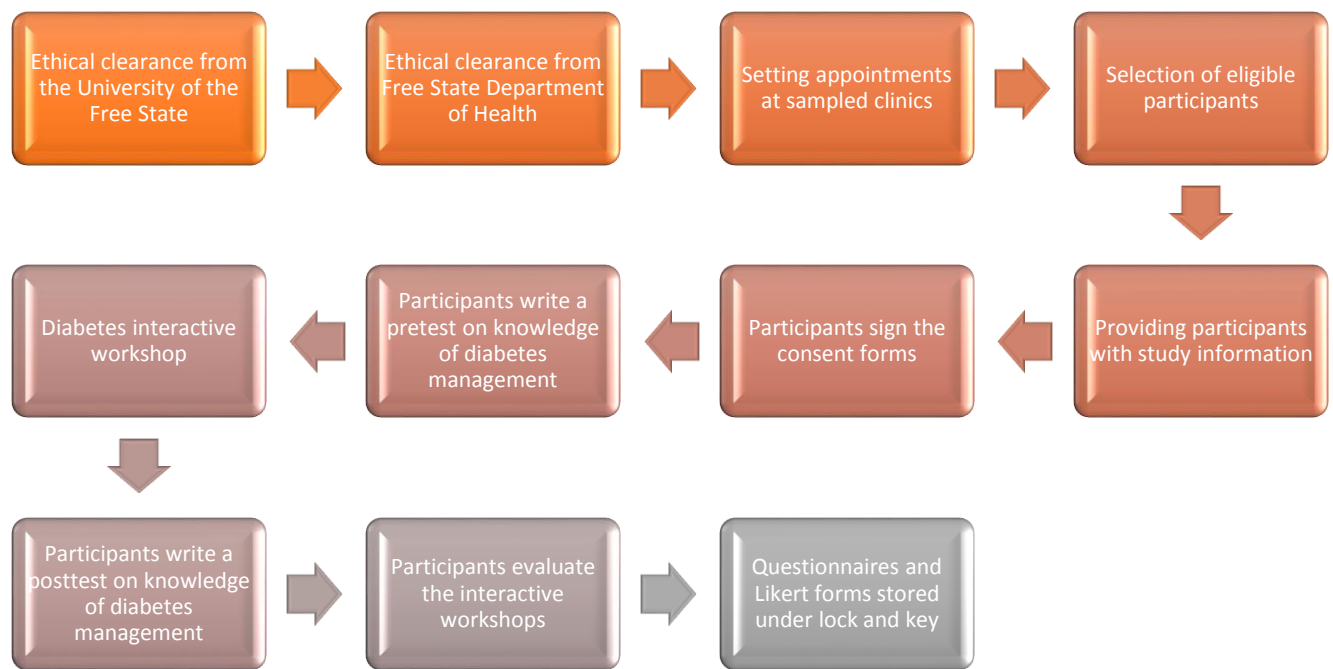 Ethical clearance from
the University of the
Free State
Ethical clearance from
Free State Department
of Health
Setting appointments
at sampled clinics
Selection of eligible
participants
Providing participants
with study information
Participants sign the
consent forms
Participants write a
pretest on knowledge
of diabetes
management
Diabetes interactive
workshop
Participants write a
posttest on knowledge
of diabetes
management
Participants evaluate
the interactive
workshops
Questionnaires and
Likert forms stored
under lock and key